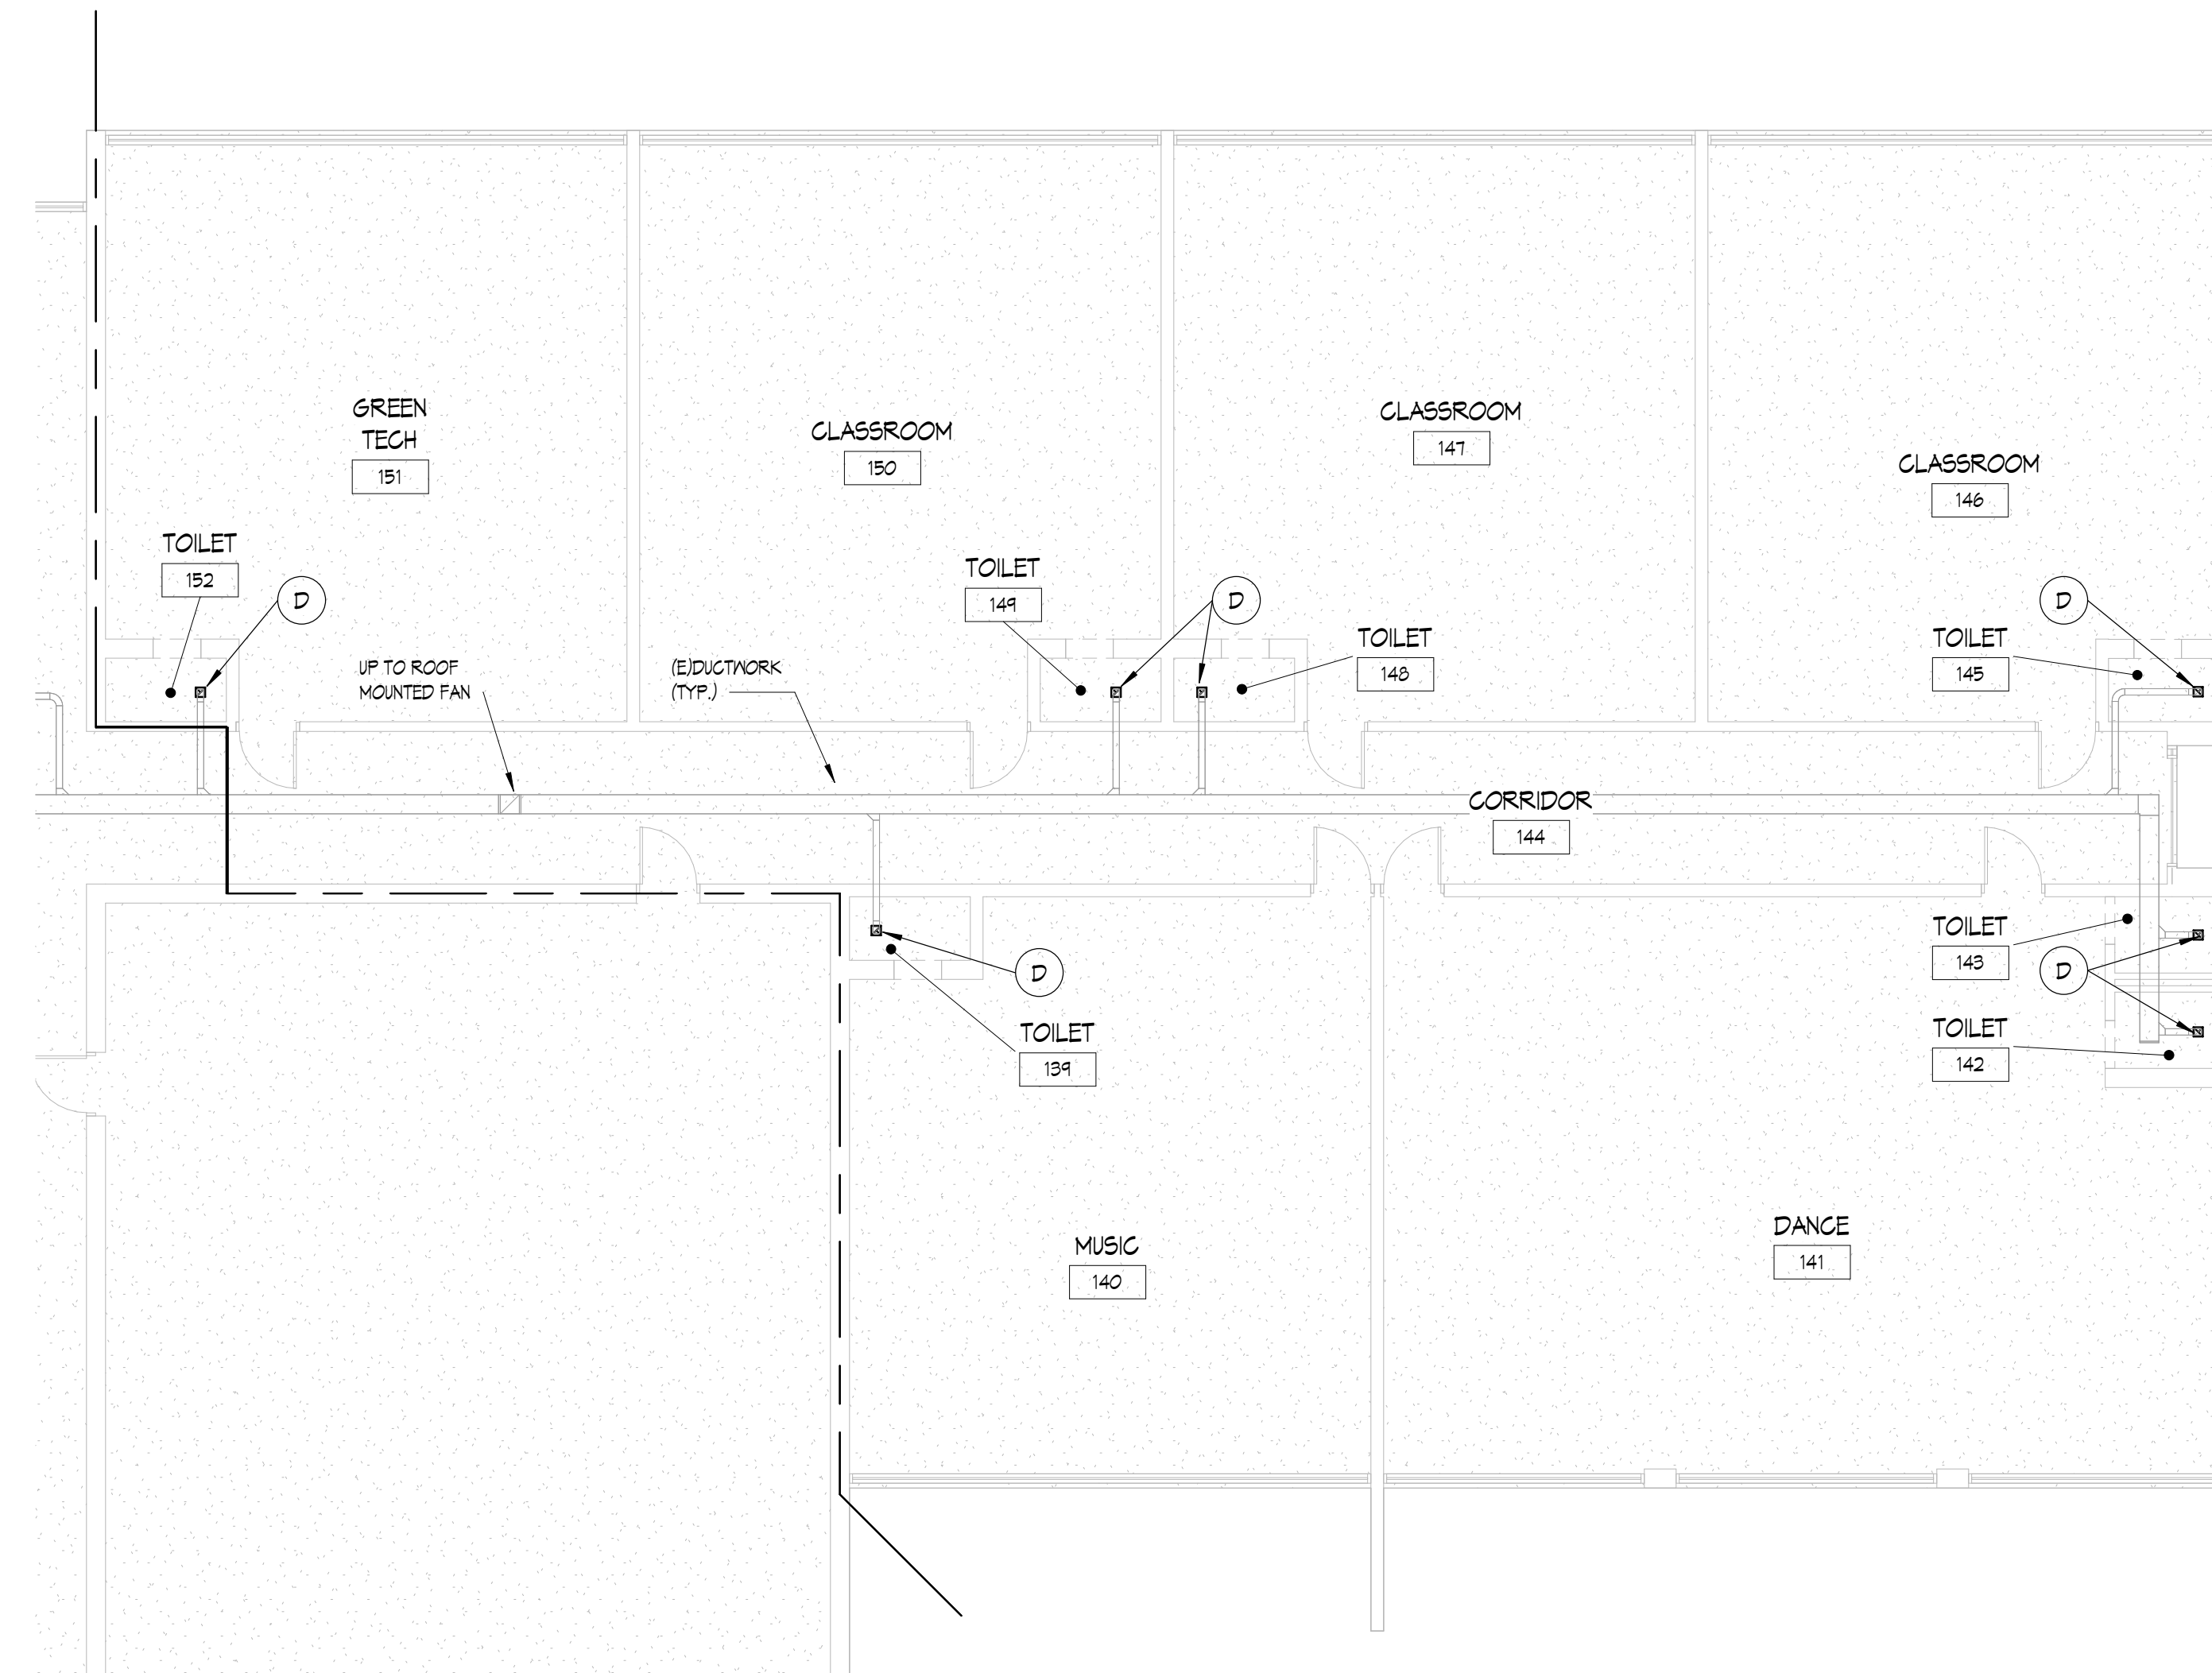 GREEN
TECH
151
CLASSROOM
150
CLASSROOM
147
CLASSROOM
146
TOILET
152
D
TOILET
149
D
TOILET
148
D
TOILET
145
UP TO ROOF
MOUNTED FAN
(E)DUCTWORK
(TYP.)
CORRIDOR
144
D
TOILET
139
TOILET
143
D
TOILET
142
MUSIC
140
DANCE
141